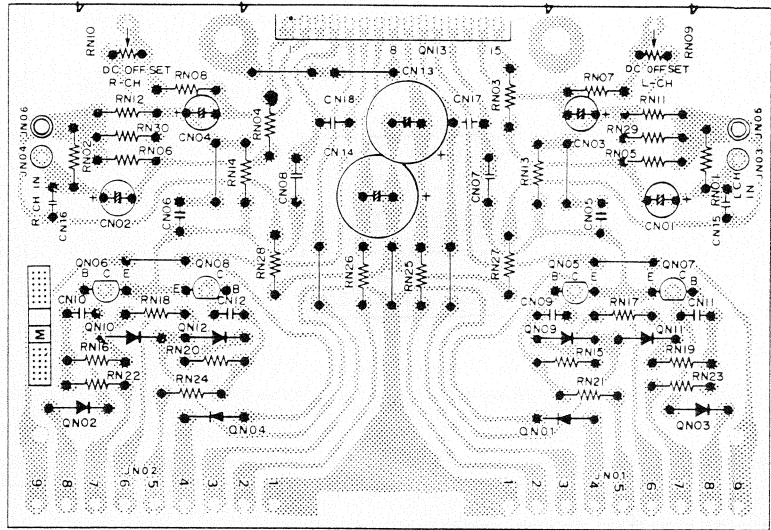 RN10
RN09
1 8 QN13 15
DC OFFSET
R-CH
DC OFFSET
L-CH
CN13
RN08
RN03
RN07
RN12
CN18
CN17
RN11
RN04
RN30
CN04
CN03
RN29
JN06
JN04
RN02
RN06
RN14
CN14
RN13
RN05
JN06
JN03
RN01
R·CH IN
CN16
CN08
CN07
LCH
IN
CN15
CN02
CN06
CN05
CN01
RN28
RN26
RN25
RN27
QN06
B C E
QN08
E C B
QN05
B C E
QN07
E C B
CN10
RN18
CN12
CN09
RN17
CN11
QN10
QN12
QN09
QN11
M
RN16
RN20
RN15
RN19
RN22
RN24
RN21
RN23
QN02
QN04
QN01
QN03
JN02
JN01
9 8 7 6 5 4 3 2 1
1 2 3 4 5 6 7 8 9